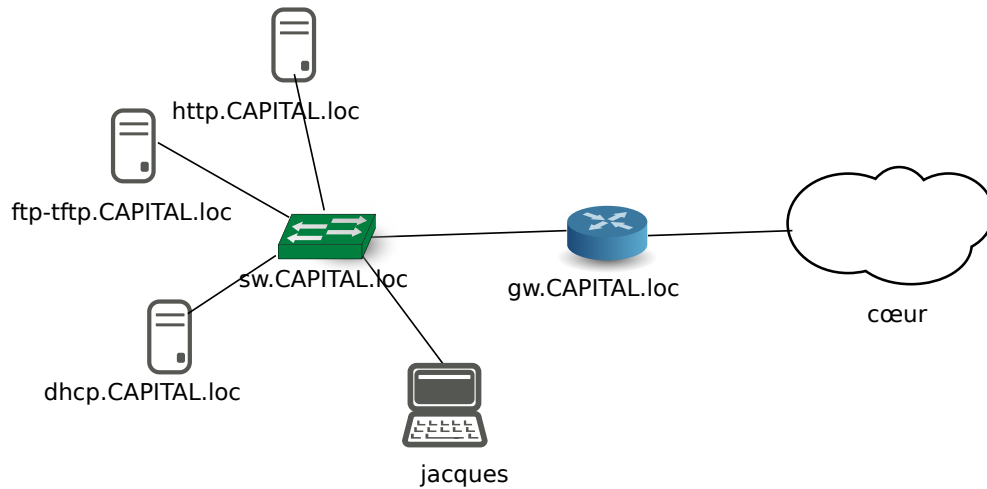 http.CAPITAL.loc
ftp-tftp.CAPITAL.loc
sw.CAPITAL.loc
gw.CAPITAL.loc
cœur
dhcp.CAPITAL.loc
jacques